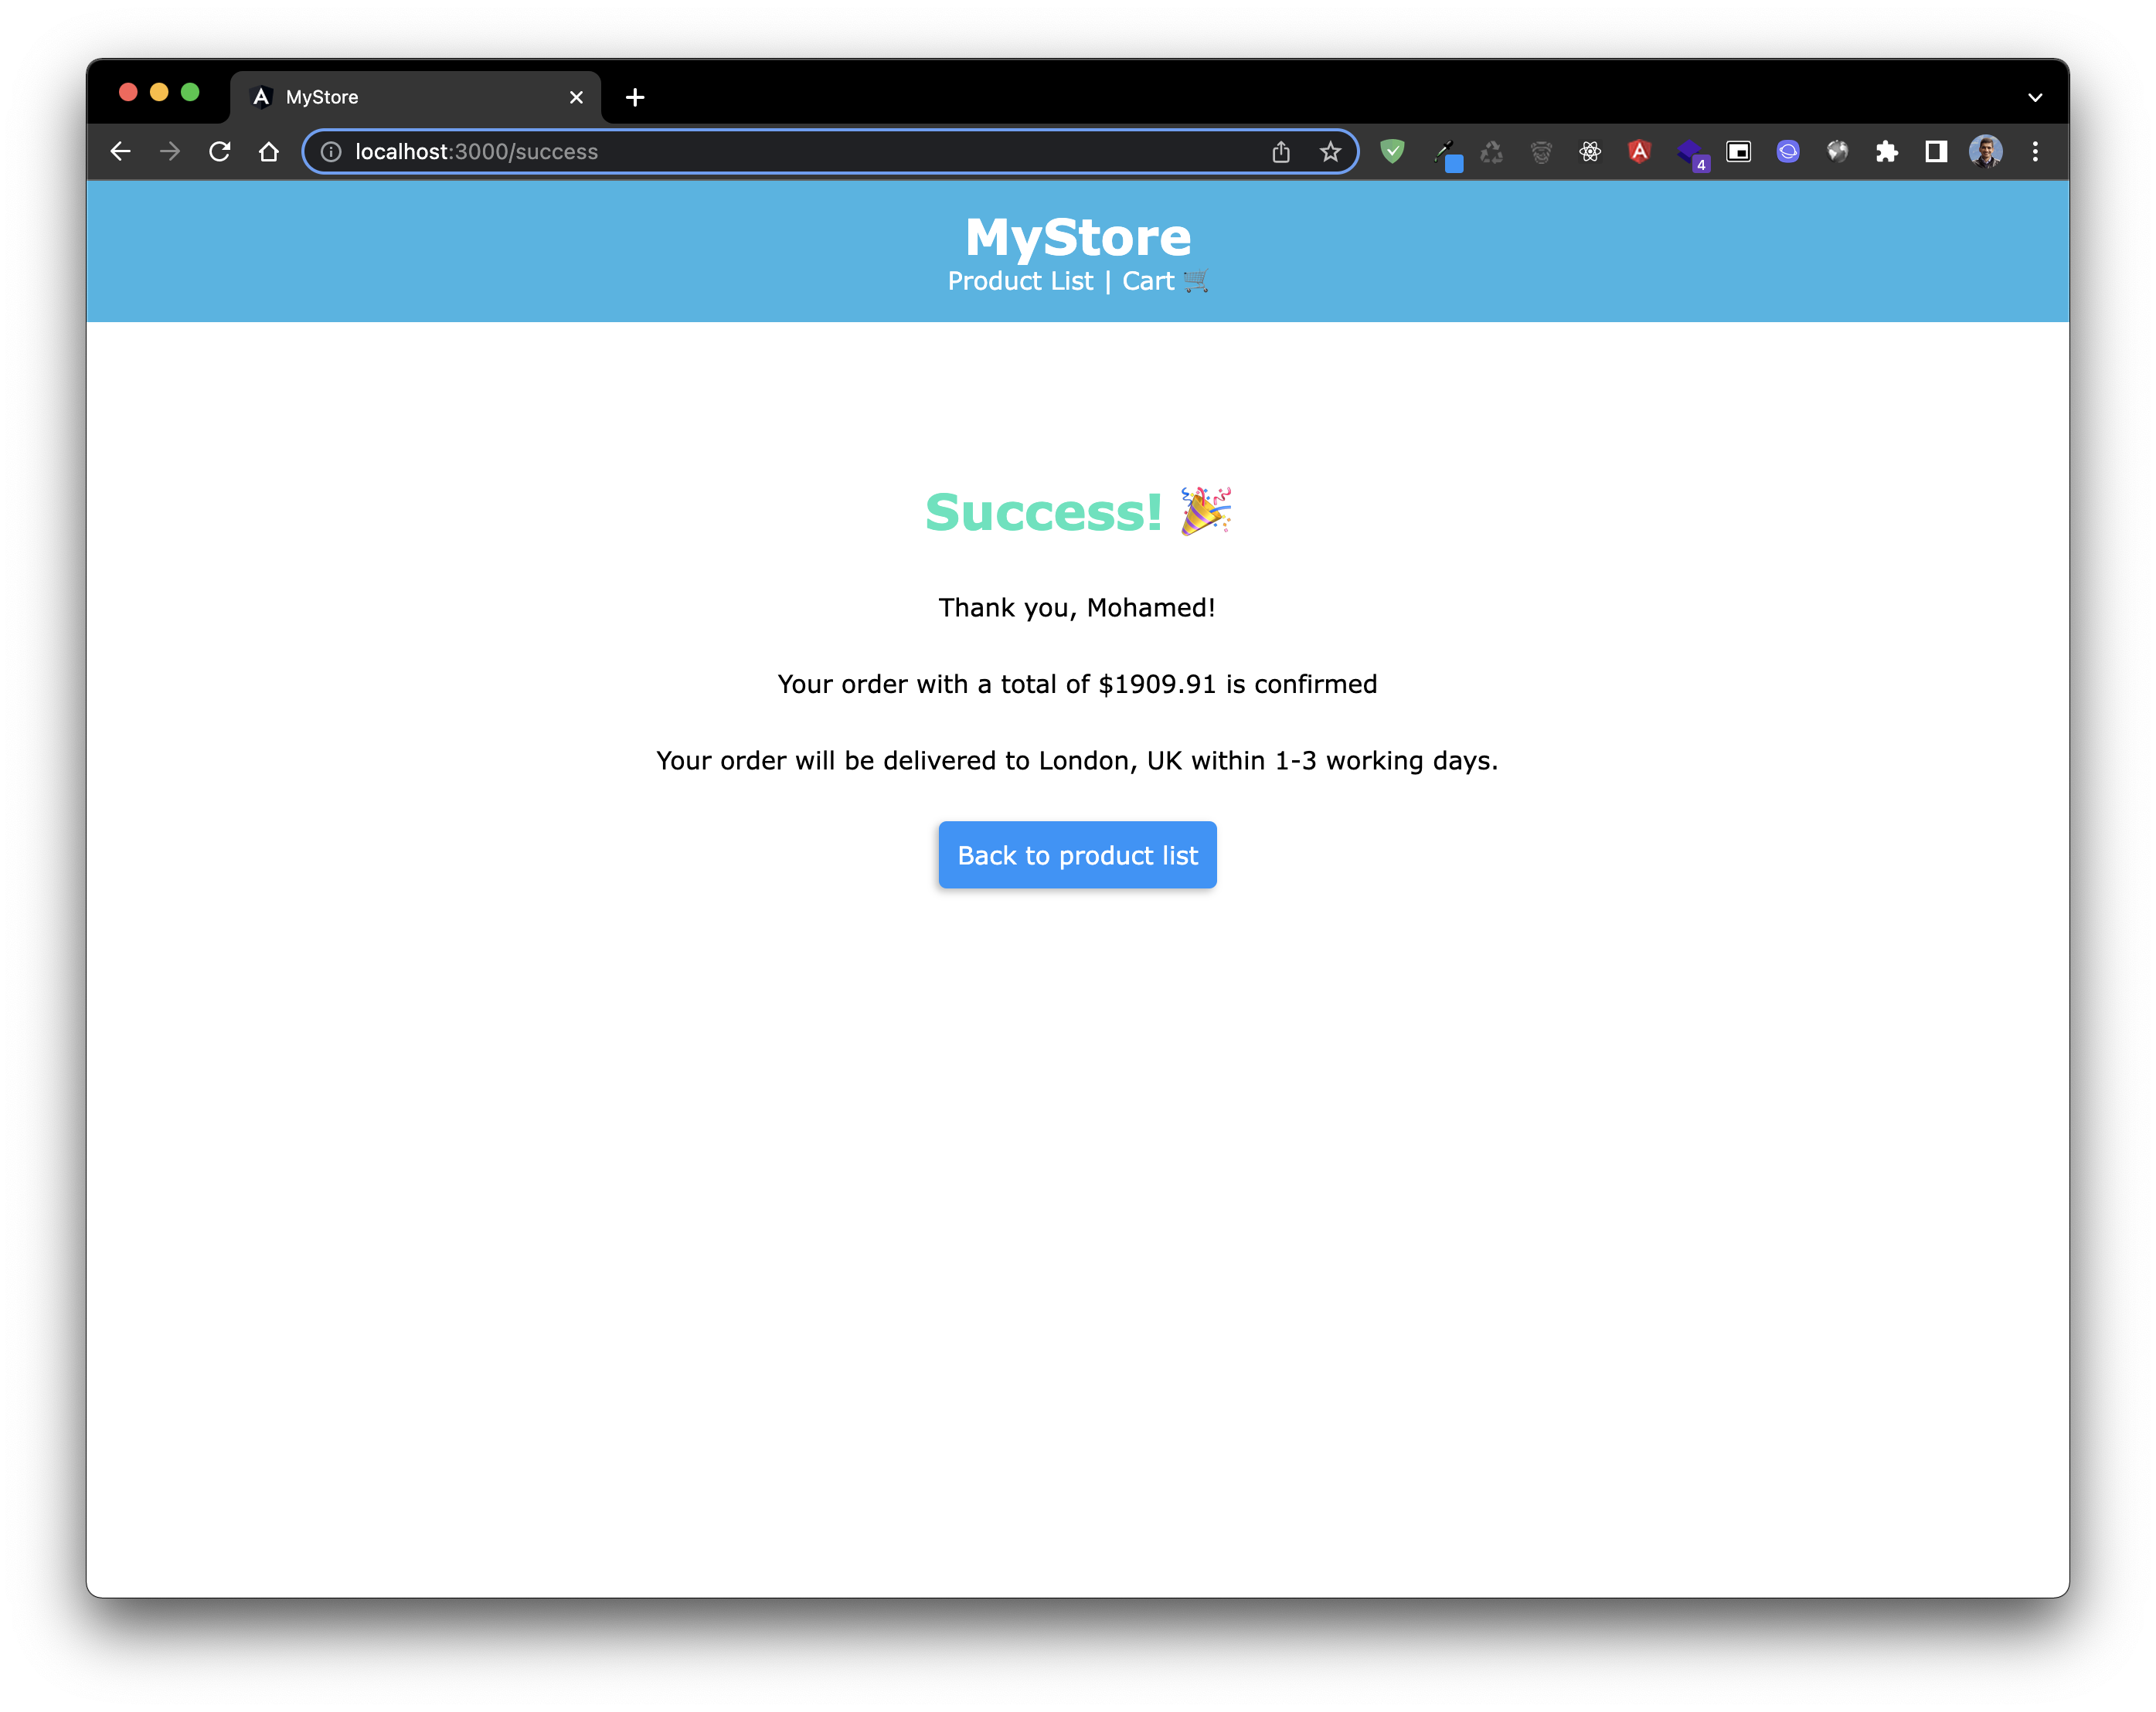 MyStore
localhost:3000/success
4
MyStore
Product List | Cart 🛒
Success! 🎉
Thank you, Mohamed!
Your order with a total of $1909.91 is confirmed
Your order will be delivered to London, UK within 1-3 working days.
Back to product list